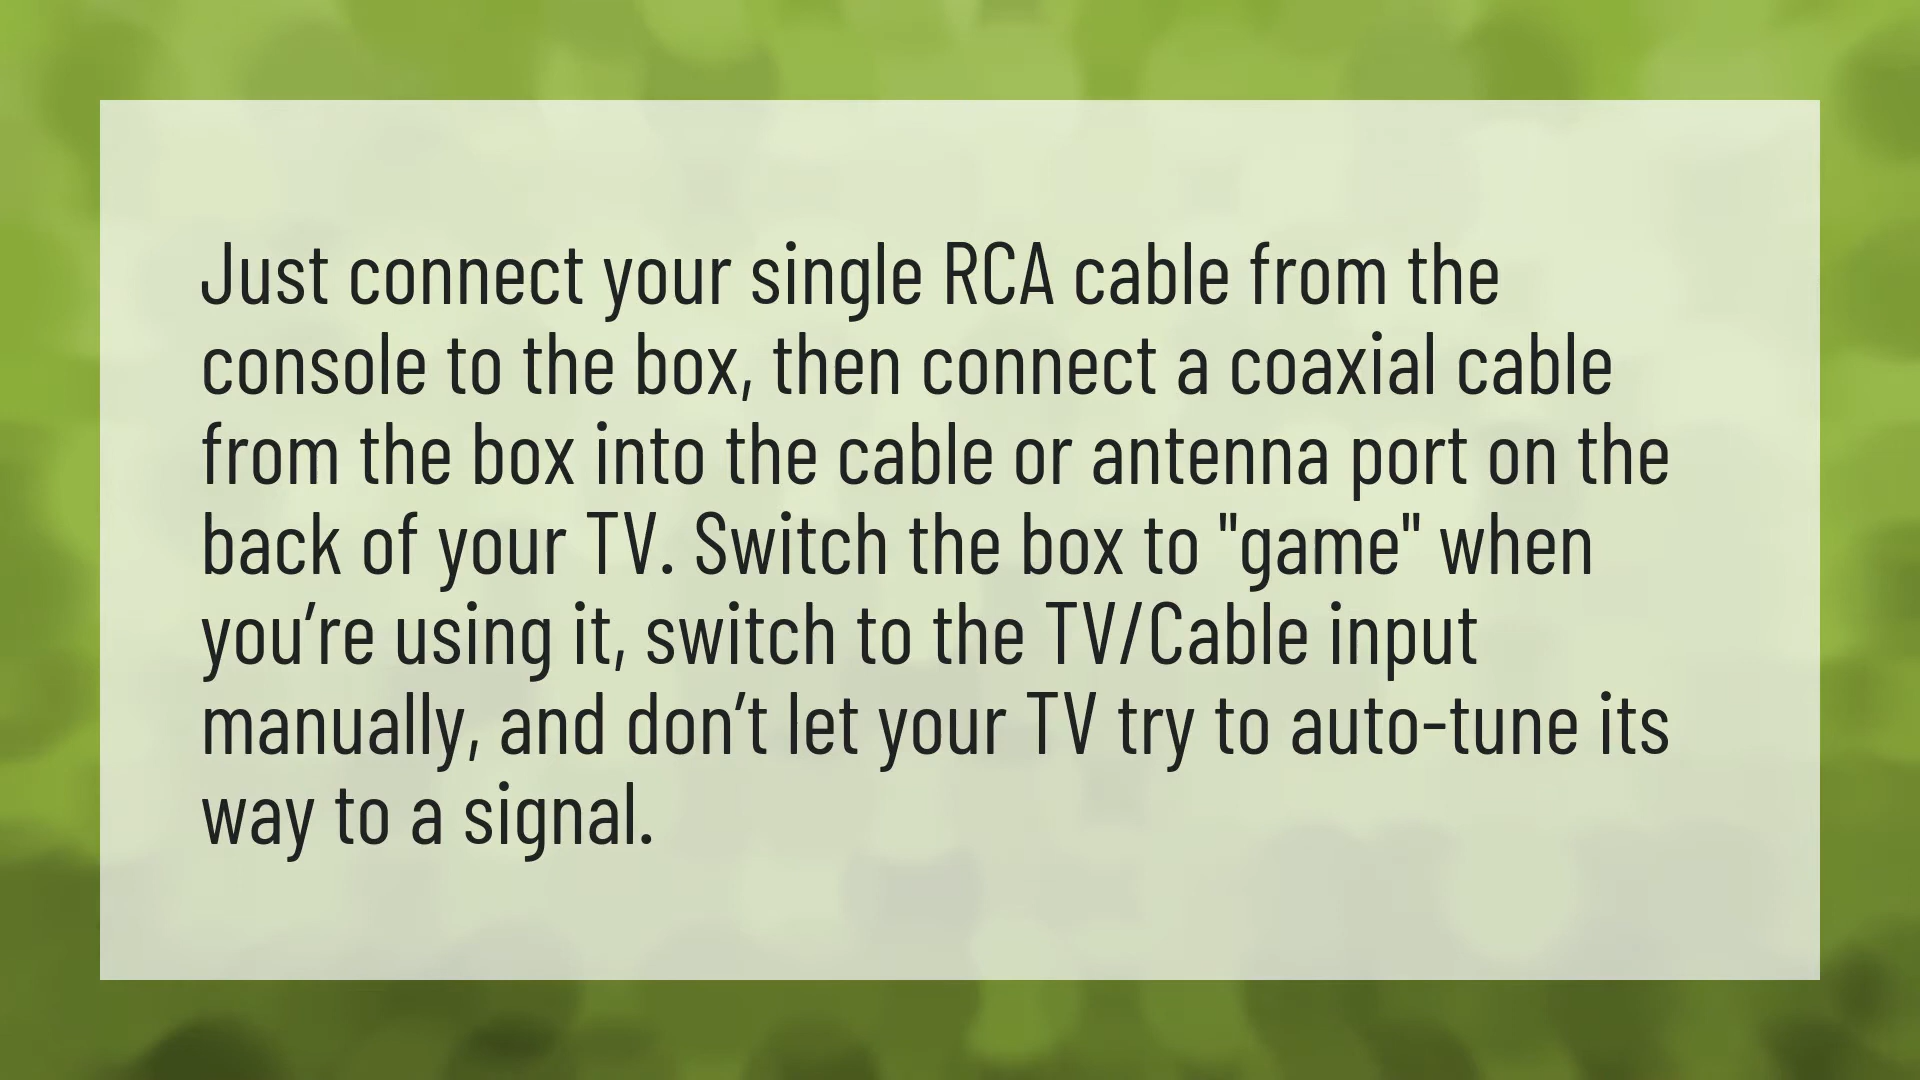 Just connect your single RCA cable from the
console to the box, then connect a coaxial cable
from the box into the cable or antenna port on the
back of your TV. Switch the box to "game" when
you’re using it, switch to the TV/Cable input
manually, and don’t let your TV try to auto-tune its
way to a signal.